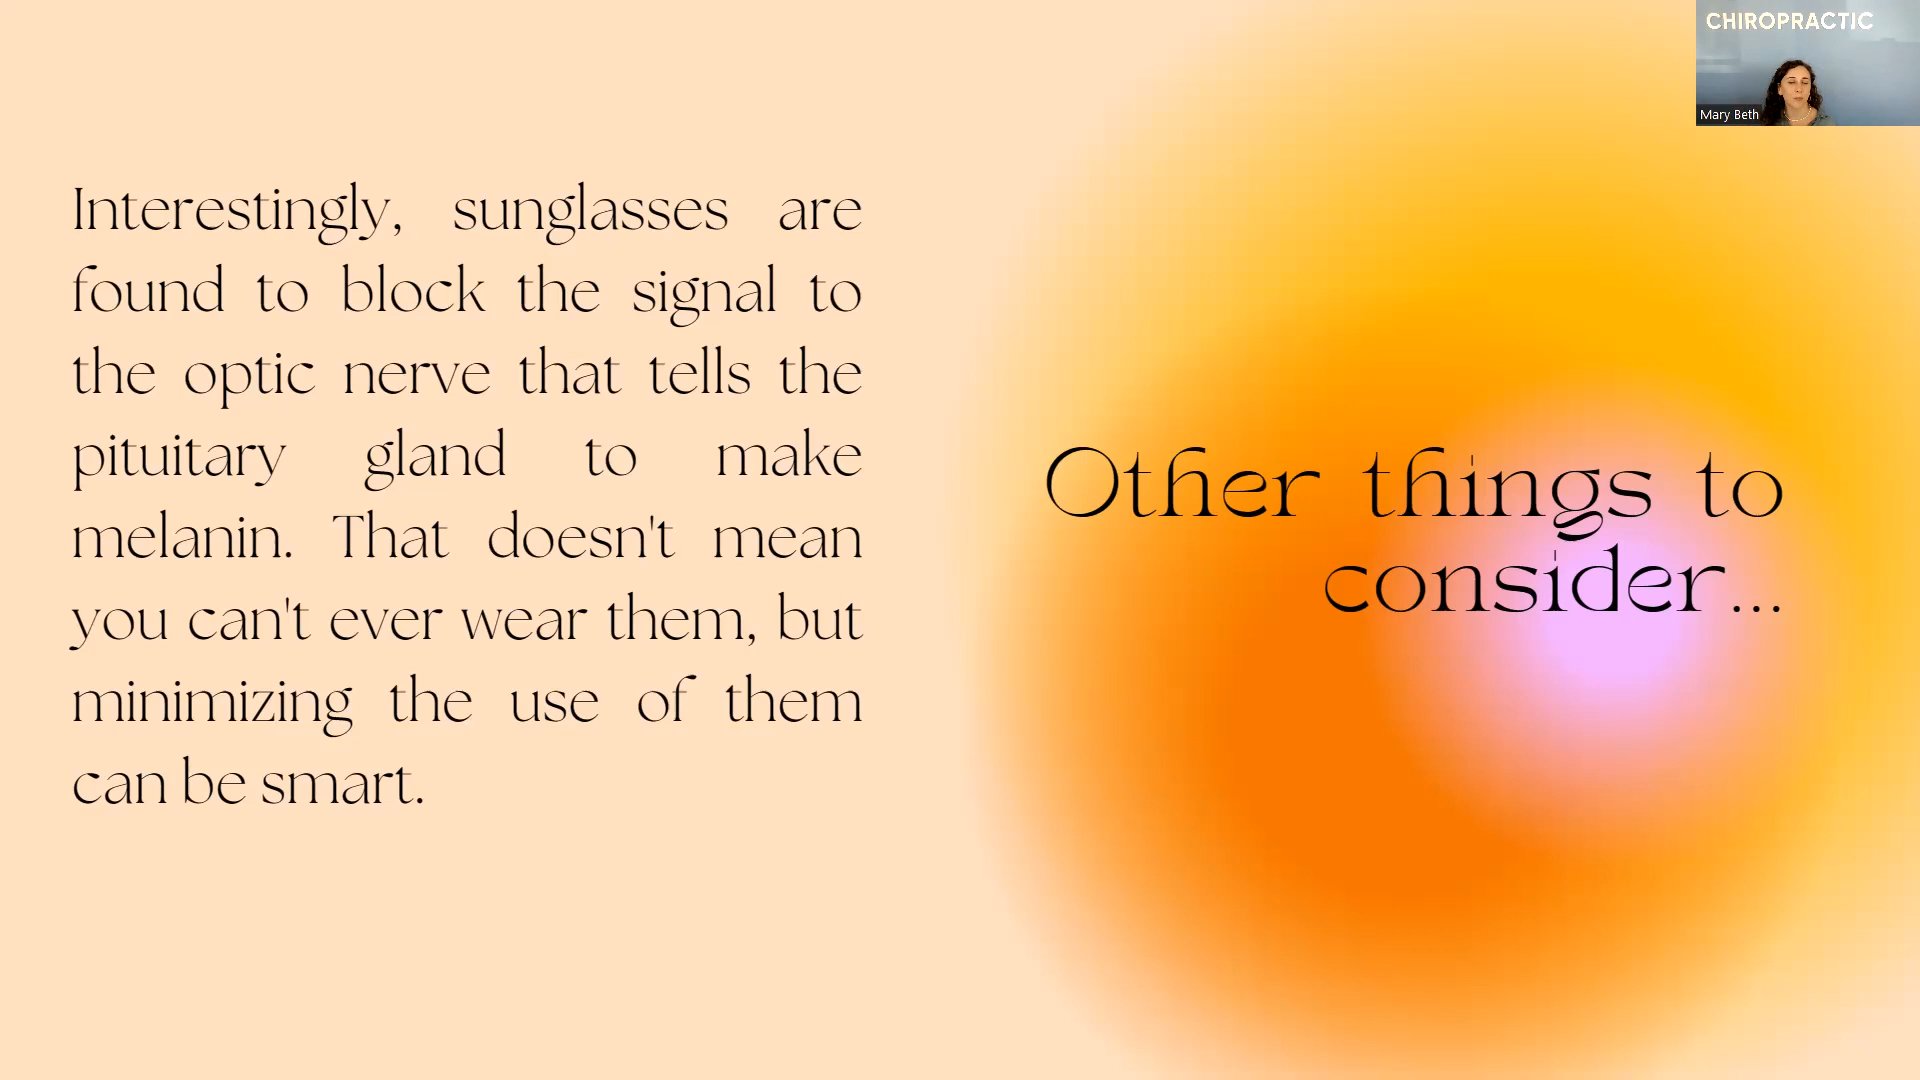 CHIROPRACTIC
Mary Beth
Interestingly, sunglasses are
found to block the signal to
the optic nerve that tells the
pituitary gland to make
melanin. That doesn't mean
you can't ever wear them, but
minimizing the use of them
can be smart.
Other things to
consider...